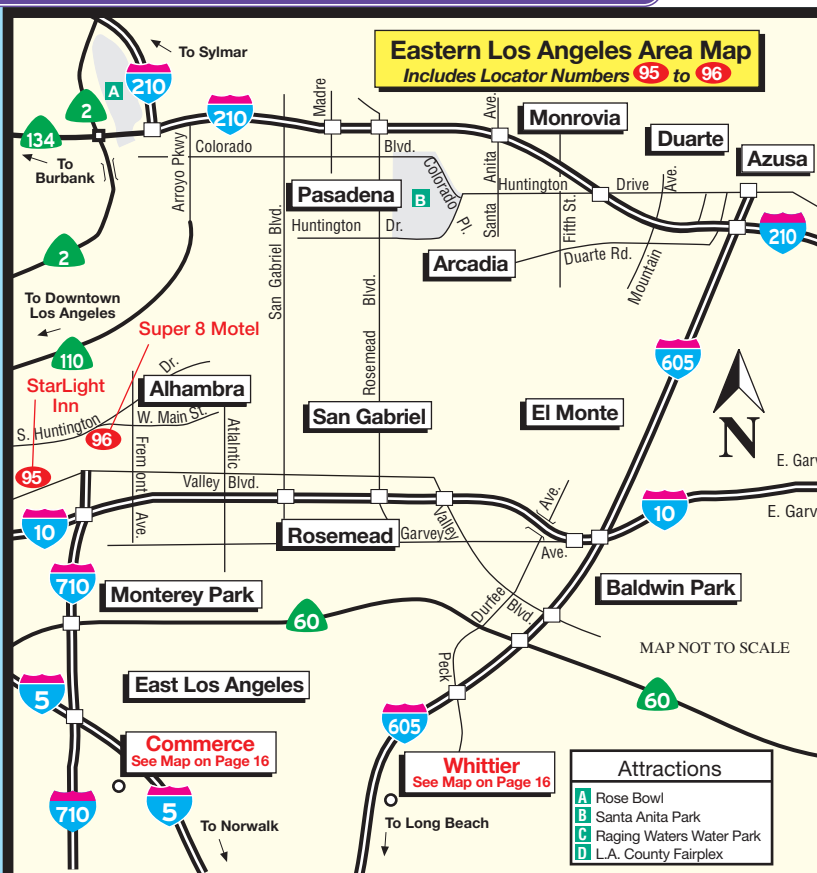 To Sylmar
Eastern Los Angeles Area Map
Includes Locator Numbers 95 to 96
A
210
2
210
134
To
Burbank
Arroyo Pkwy
Colorado
Blvd.
Madre
San Gabriel Blvd.
Pasadena
B
Colorado Pl.
Huntington
Dr.
Santa Anita Ave.
Monrovia
Duarte
Azusa
Huntington
Drive
Fifth St.
Mountain Ave.
Duarte Rd.
Arcadia
210
2
To Downtown
Los Angeles
110
Super 8 Motel
StarLight
Inn
S. Huntington
Dr.
W. Main St.
Alhambra
96
95
Fremont Ave.
Atlaintic
Valley
Blvd.
Rosemead Blvd.
San Gabriel
El Monte
605
N
E. Garv
E. Garv
10
10
Rosemead
Garvey
Ave.
Valley
Blvd.
Durfee
Ave.
Peck
710
Monterey Park
60
Baldwin Park
MAP NOT TO SCALE
East Los Angeles
5
60
605
Commerce
See Map on Page 16
Whittier
See Map on Page 16
710
5
To Norwalk
To Long Beach
Attractions
A Rose Bowl
B Santa Anita Park
C Raging Waters Water Park
D L.A. County Fairplex